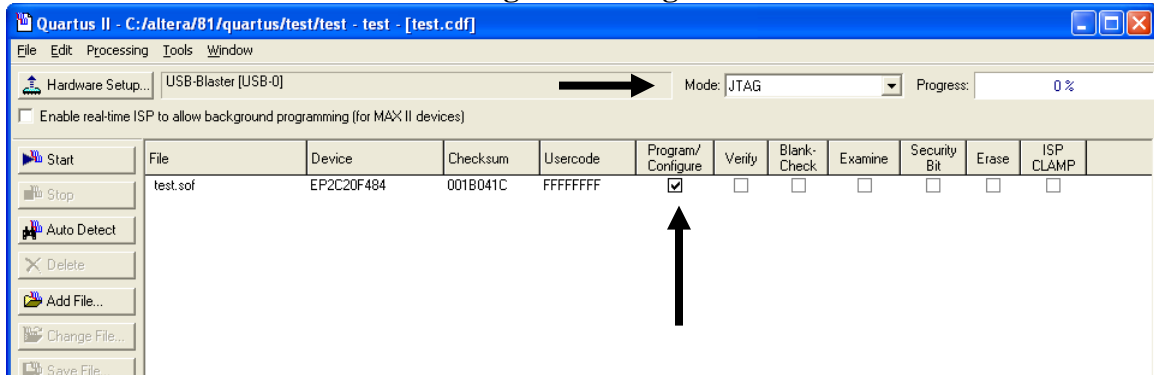 Quartus II - C:/altera/81/quartus/test/test - test - [test.cdf]
File Edit Processing Tools Window
Hardware Setup... USB-Blaster [USB-0] Mode: JTAG Progress: 0 %
Enable real-time ISP to allow background programming (for MAX II devices)
Start File Device Checksum Usercode Program/ Configure Verify Blank- Check Examine Security Bit Erase ISP CLAMP
test.sof EP2C20F484 001B041C FFFFFFFF
Stop
Auto Detect
Delete
Add File...
Change File...
Save File